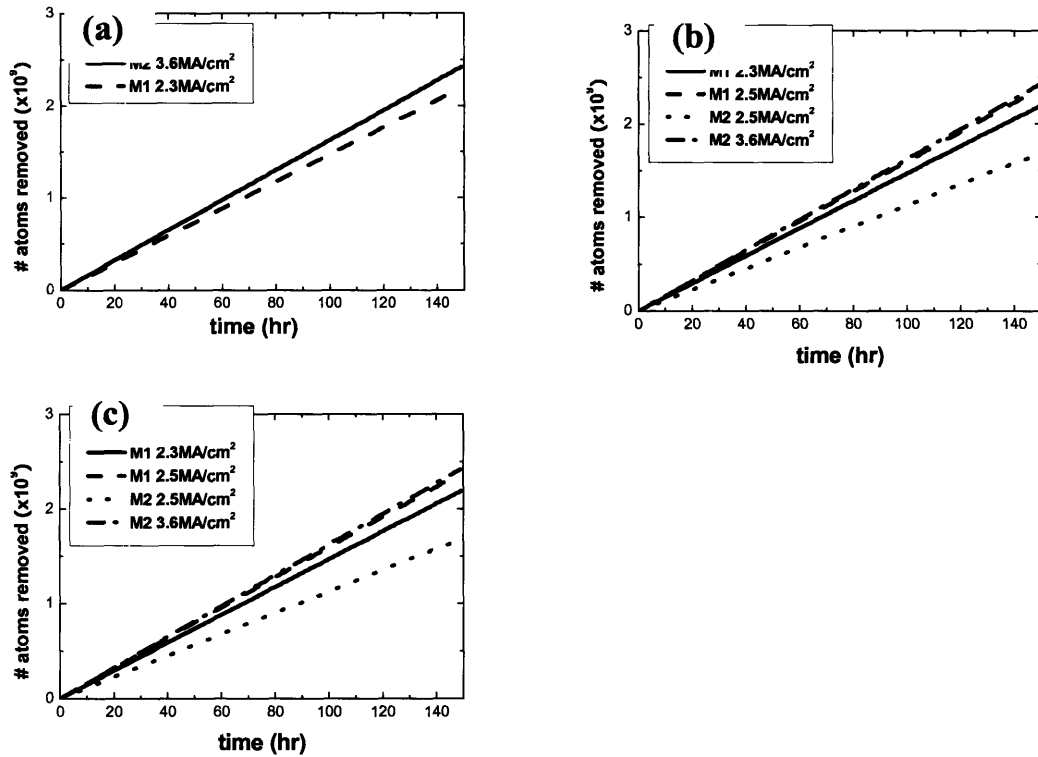 (a)
M2 3.6MA/cm²
M1 2.3MA/cm²
# atoms removed (x10⁹)
3
2
1
0
0 20 40 60 80 100 120 140
time (hr)
(b)
M1 2.3MA/cm²
M1 2.5MA/cm²
M2 2.5MA/cm²
M2 3.6MA/cm²
# atoms removed (x10⁹)
3
2
1
0
0 20 40 60 80 100 120 140
time (hr)
(c)
M1 2.3MA/cm²
M1 2.5MA/cm²
M2 2.5MA/cm²
M2 3.6MA/cm²
# atoms removed (x10⁹)
3
2
1
0
0 20 40 60 80 100 120 140
time (hr)